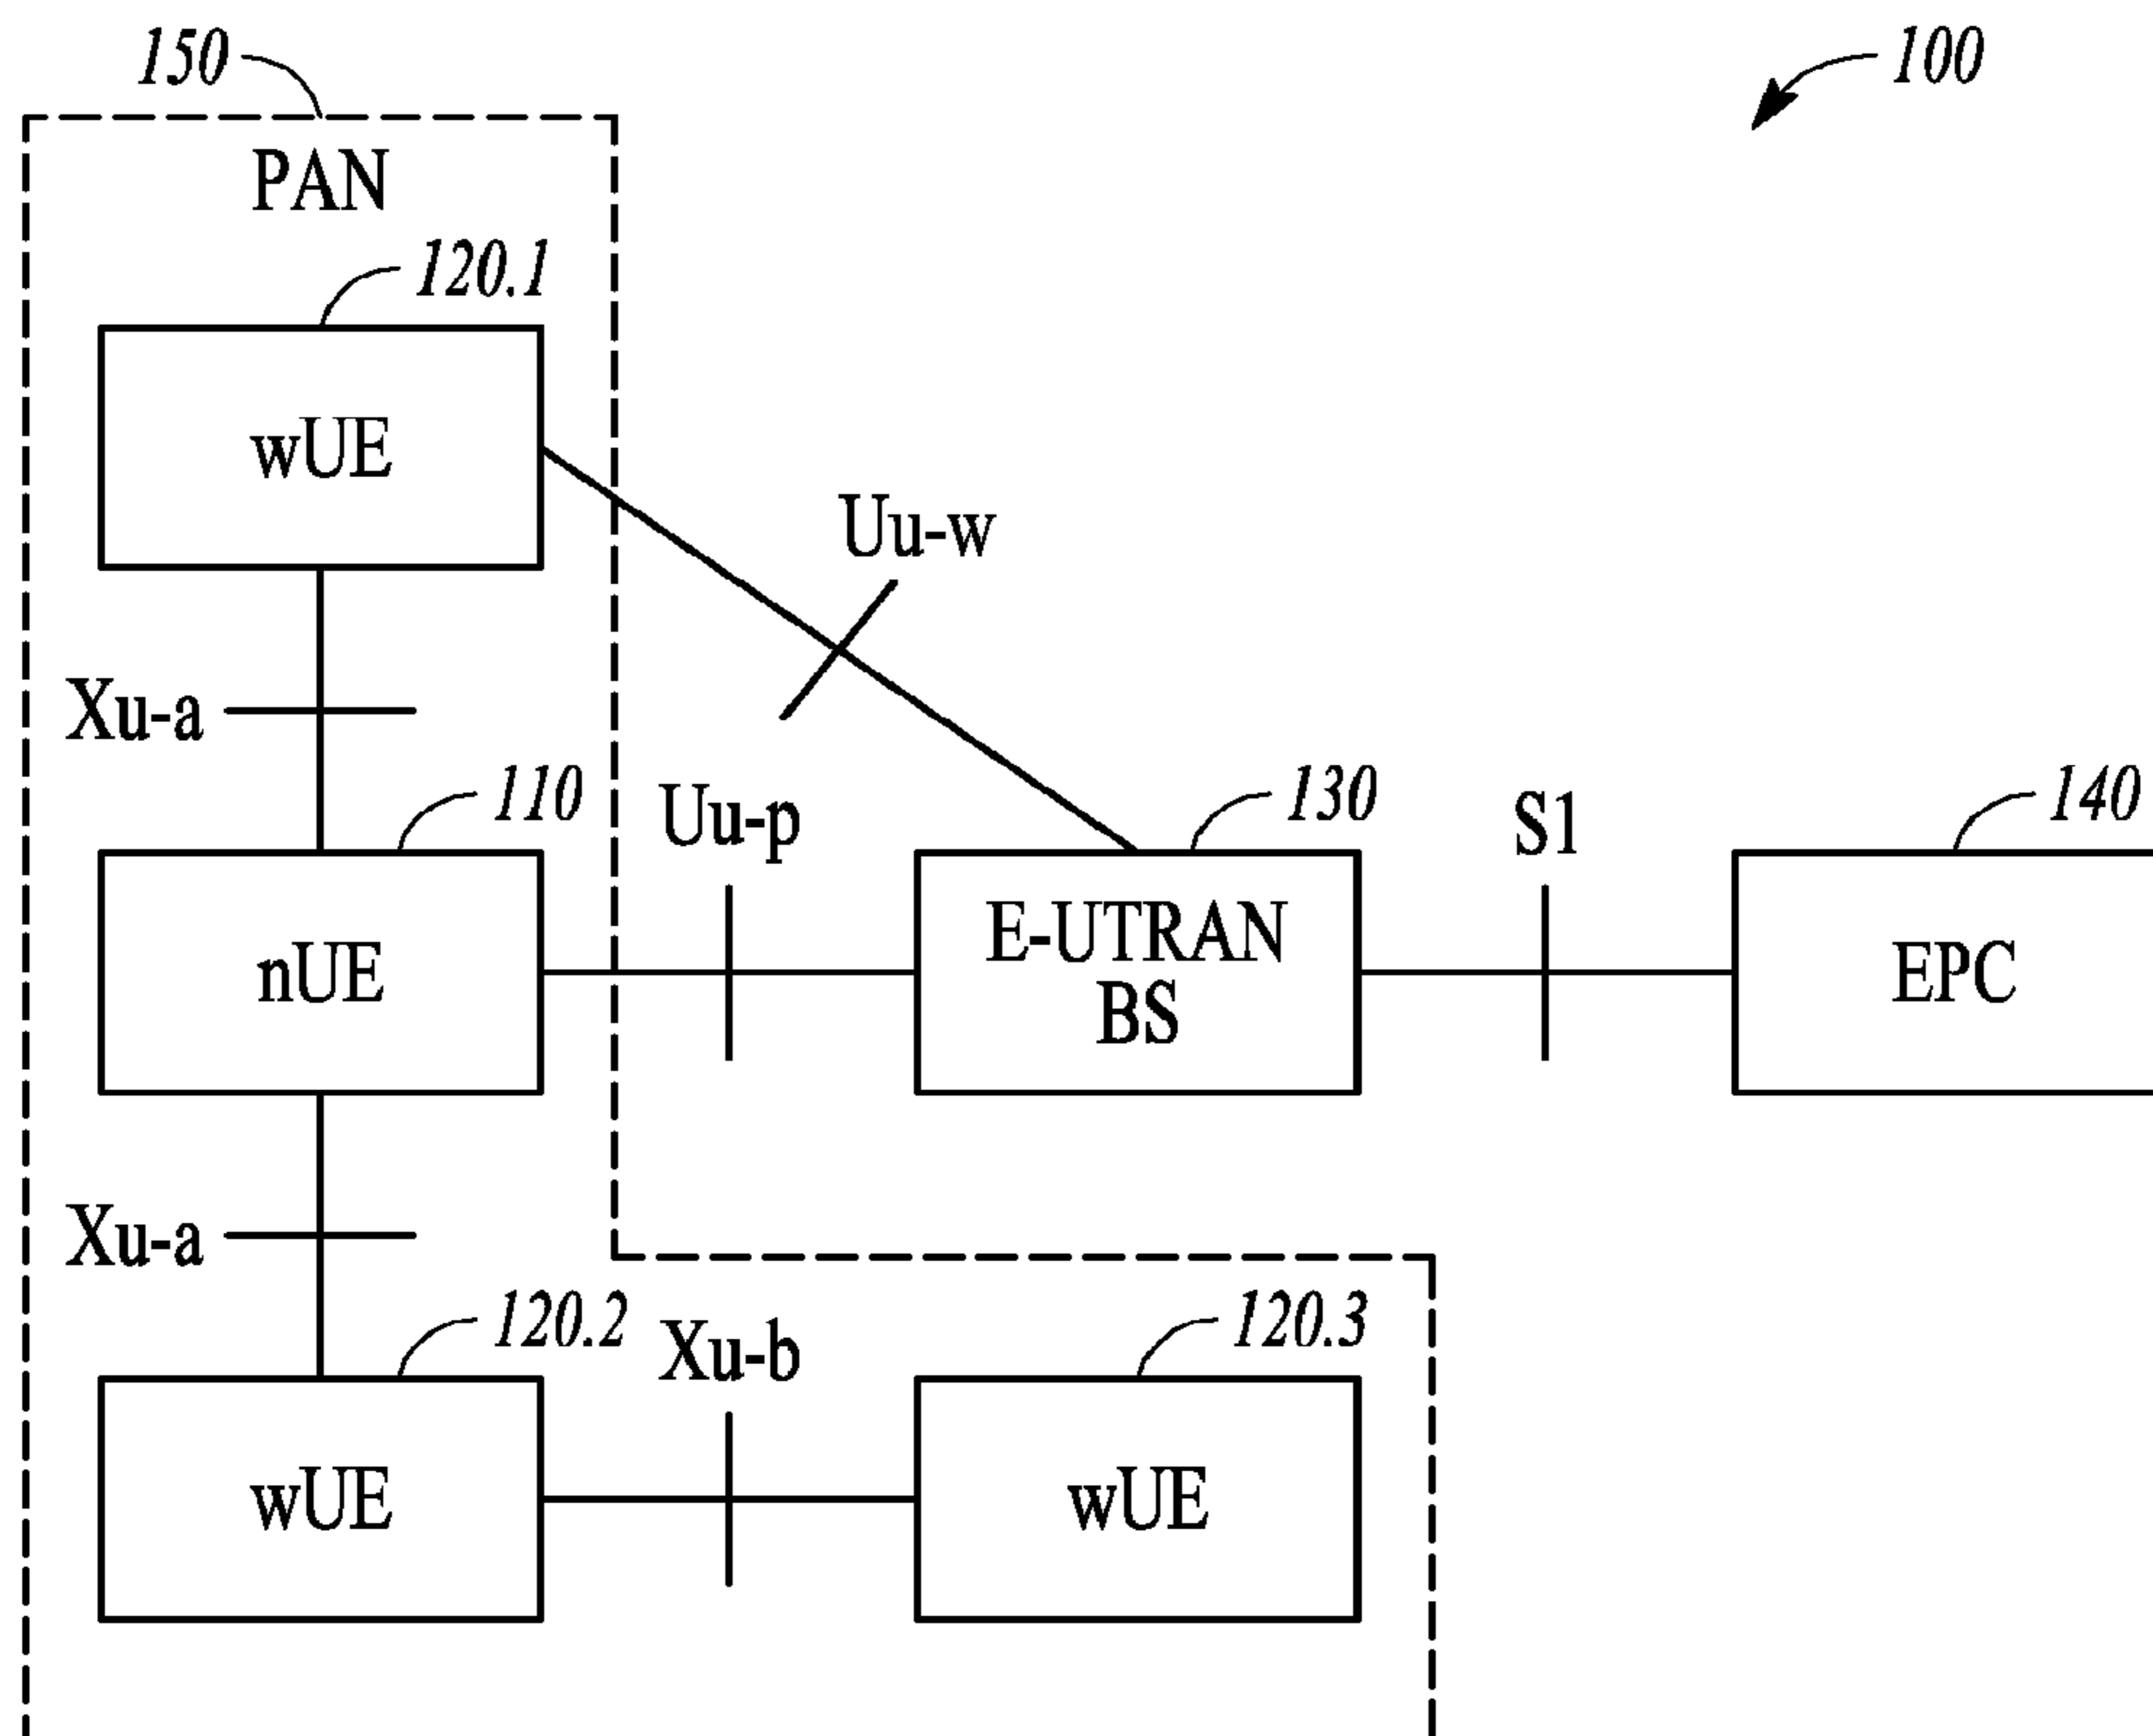 150
100
PAN
120.1
wUE
Uu-w
Xu-a
110
Uu-p
130
S1
140
nUE
E-UTRAN
BS
EPC
Xu-a
120.2
Xu-b
120.3
wUE
wUE